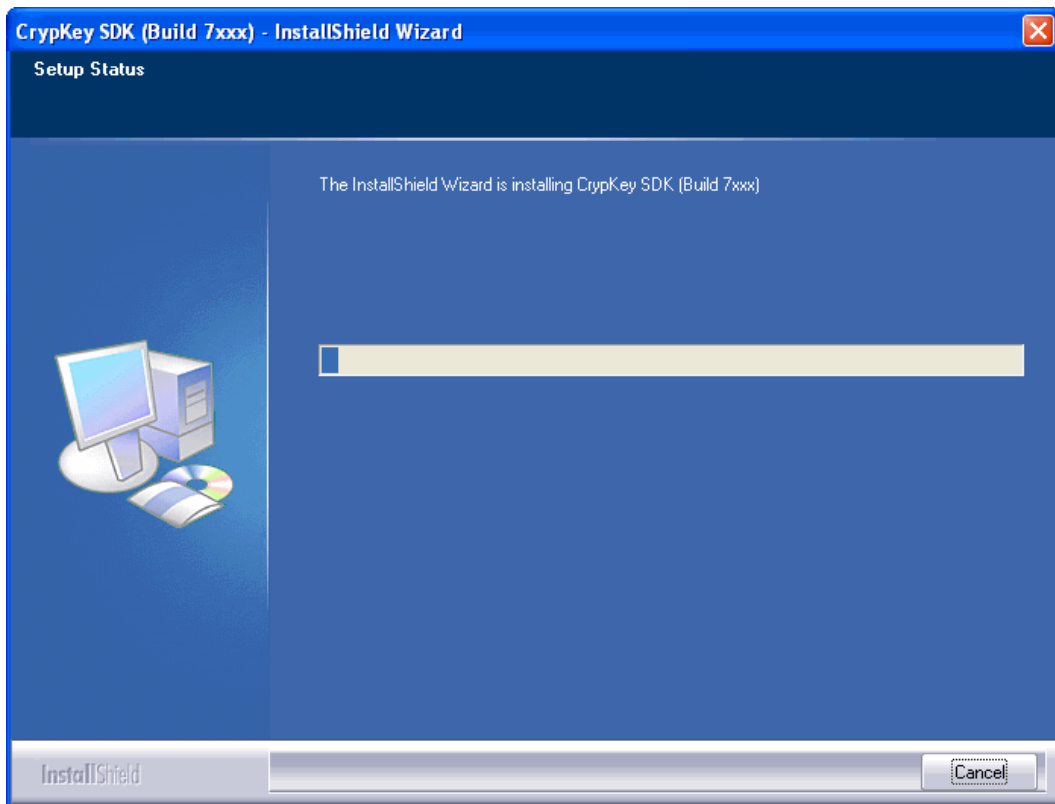 CrypKey SDK (Build 7xxx) - InstallShield Wizard
Setup Status
The InstallShield Wizard is installing CrypKey SDK (Build 7xxx)
InstallShield
Cancel